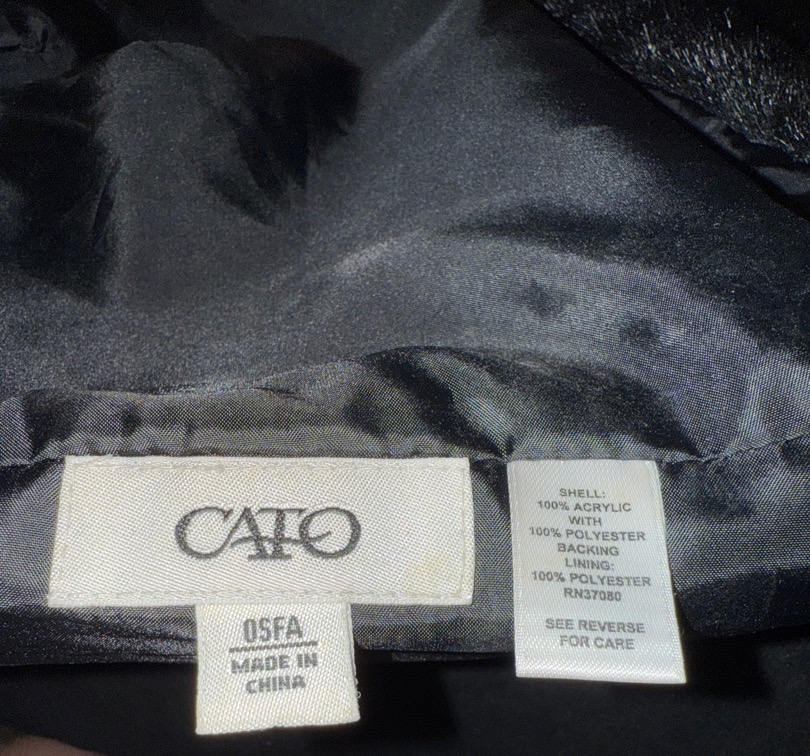 CATO
OSFA
MADE IN
CHINA
SHELL:
100% ACRYLIC
WITH
100% POLYESTER
BACKING
LINING:
100% POLYESTER
RN37080
SEE REVERSE
FOR CARE